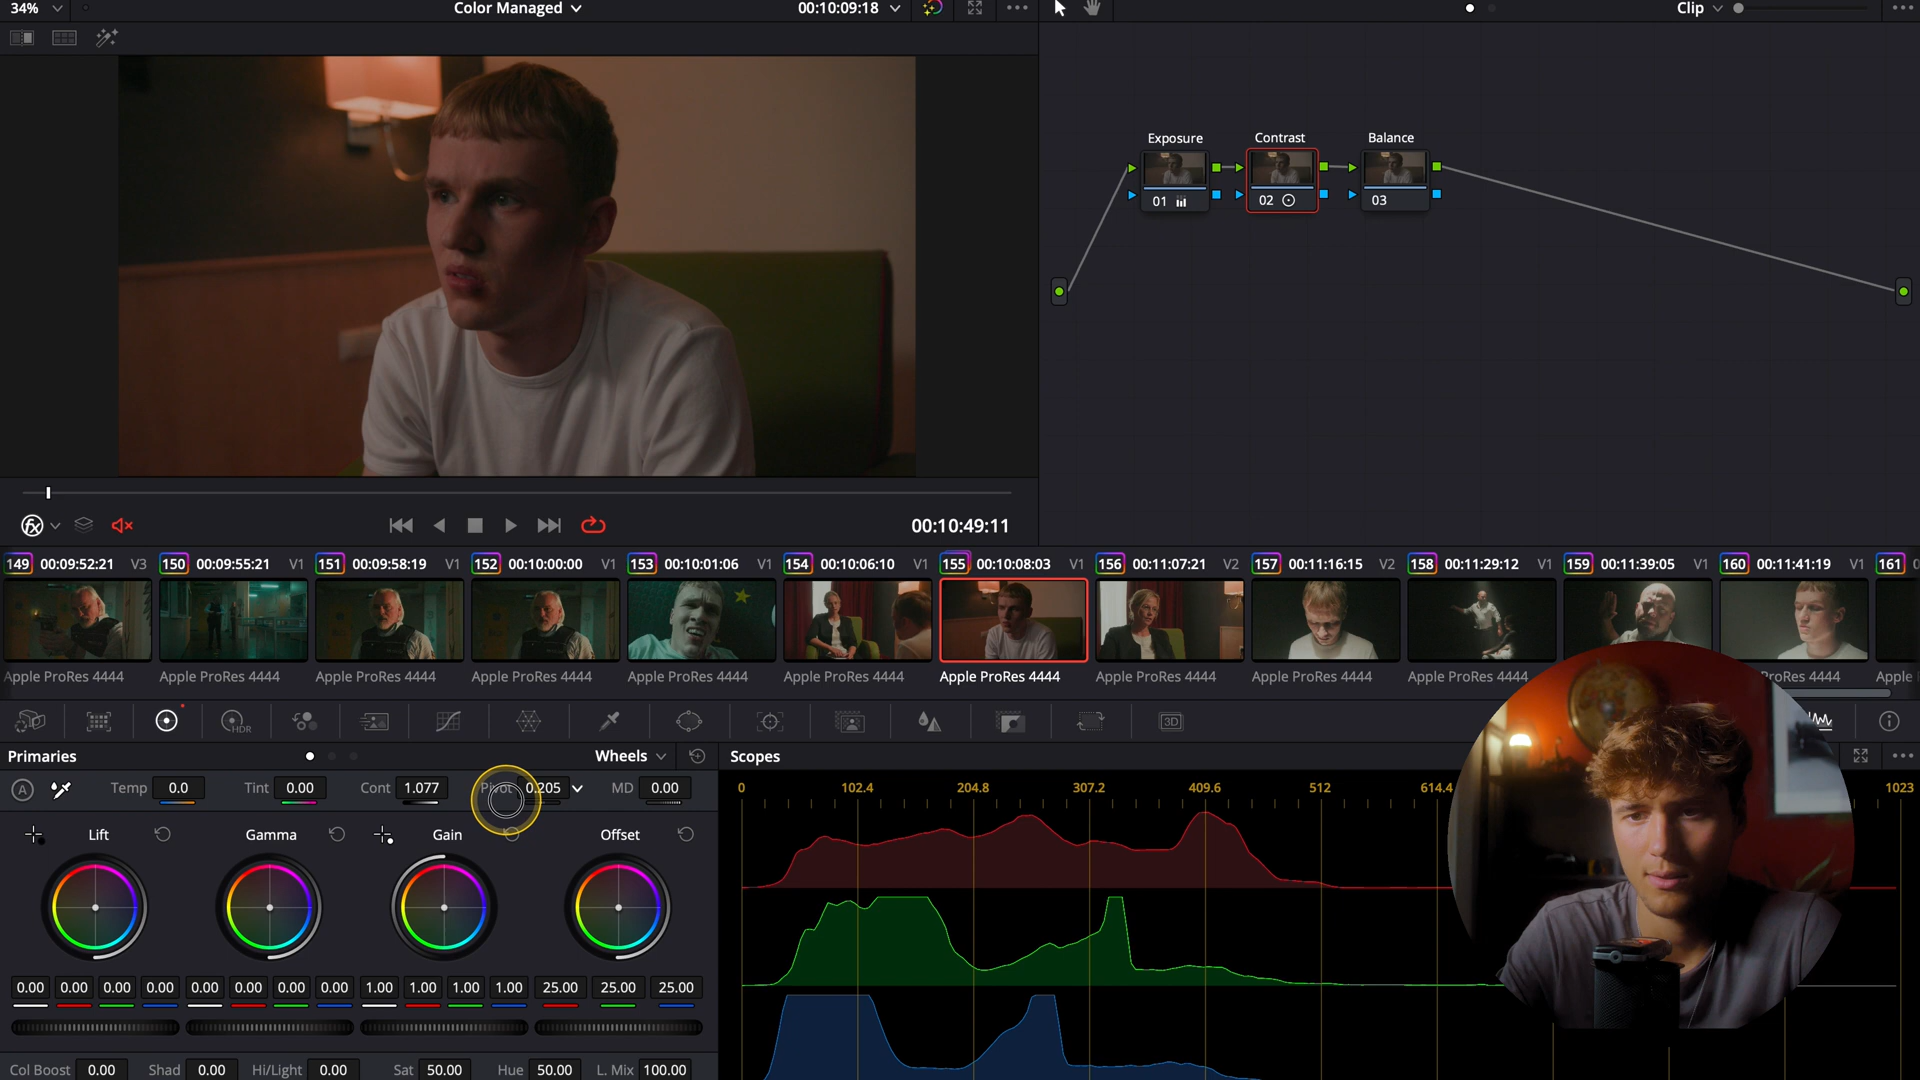 34%
Color Managed
00:10:09:18
Clip
Exposure
Contrast
Balance
01
02
03
fx
00:10:49:11
149 00:09:52:21 V3
150 00:09:55:21 V1
151 00:09:58:19 V1
152 00:10:00:00 V1
153 00:10:01:06 V1
154 00:10:06:10 V1
155 00:10:08:03 V1
156 00:11:07:21 V2
157 00:11:16:15 V2
158 00:11:29:12 V1
159 00:11:39:05 V1
160 00:11:41:19 V1
161
Apple ProRes 4444
Apple ProRes 4444
Apple ProRes 4444
Apple ProRes 4444
Apple ProRes 4444
Apple ProRes 4444
Apple ProRes 4444
Apple ProRes 4444
Apple ProRes 4444
Apple ProRes 4444
ProRes 4444
Apple
HDR
3D
Primaries
Wheels
Scopes
A
Temp 0.0
Tint 0.00
Cont 1.077
Pivot 0.205
MD 0.00
0 102.4 204.8 307.2 409.6 512 614.4 1023
Lift
Gamma
Gain
Offset
0.00 0.00 0.00 0.00
0.00 0.00 0.00 0.00
1.00 1.00 1.00 1.00
25.00 25.00 25.00
Col Boost 0.00
Shad 0.00
Hi/Light 0.00
Sat 50.00
Hue 50.00
L. Mix 100.00